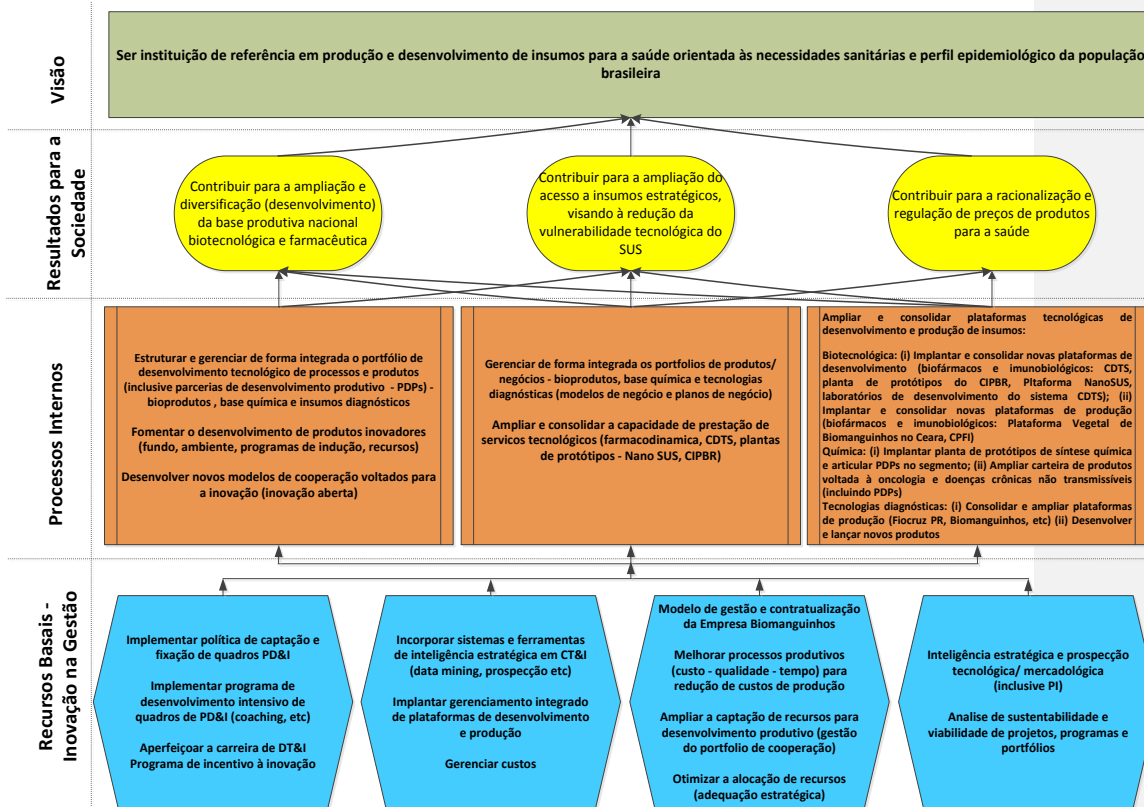 Visão
Ser instituição de referência em produção e desenvolvimento de insumos para a saúde orientada às necessidades sanitárias e perfil epidemiológico da população
brasileira
Resultados para a
Sociedade
Contribuir para a ampliação e
diversificação (desenvolvimento)
da base produtiva nacional
biotecnológica e farmacêutica
Contribuir para a ampliação do
acesso a insumos estratégicos,
visando à redução da
vulnerabilidade tecnológica do
SUS
Contribuir para a racionalização e
regulação de preços de produtos
para a saúde
Processos Internos
Estruturar e gerenciar de forma integrada o portfólio de
desenvolvimento tecnológico de processos e produtos
(inclusive parcerias de desenvolvimento produtivo - PDPs) -
bioprodutos , base química e insumos diagnósticos
Fomentar o desenvolvimento de produtos inovadores
(fundo, ambiente, programas de indução, recursos)
Desenvolver novos modelos de cooperação voltados para
a inovação (inovação aberta)
Gerenciar de forma integrada os portfolios de produtos/
negócios - bioprodutos, base química e tecnologias
diagnósticas (modelos de negócio e planos de negócio)
Ampliar e consolidar a capacidade de prestação de
servicos tecnológicos (farmacodinamica, CDTS, plantas
de protótipos - Nano SUS, CIPBR)
Ampliar e consolidar plataformas tecnológicas de
desenvolvimento e produção de insumos:
Biotecnológica: (i) Implantar e consolidar novas plataformas de
desenvolvimento (biofármacos e imunobiológicos: CDTS,
planta de protótipos do CIPBR, Pltaforma NanoSUS,
laboratórios de desenvolvimento do sistema CDTS); (ii)
Implantar e consolidar novas plataformas de produção
(biofármacos e imunobiológicos: Plataforma Vegetal de
Biomanguinhos no Ceara, CPFI)
Química: (i) Implantar planta de protótipos de síntese química
e articular PDPs no segmento; (ii) Ampliar carteira de produtos
voltada à oncologia e doenças crônicas não transmissíveis
(incluindo PDPs)
Tecnologias diagnósticas: (i) Consolidar e ampliar plataformas
de produção (Fiocruz PR, Biomanguinhos, etc) (ii) Desenvolver
e lançar novos produtos
Recursos Basais -
Inovação na Gestão
Implementar política de captação e
fixação de quadros PD&I
Implementar programa de
desenvolvimento intensivo de
quadros de PD&I (coaching, etc)
Aperfeiçoar a carreira de DT&I
Programa de incentivo à inovação
Incorporar sistemas e ferramentas
de inteligência estratégica em CT&I
(data mining, prospecção etc)
Implantar gerenciamento integrado
de plataformas de desenvolvimento
e produção
Gerenciar custos
Modelo de gestão e contratualização
da Empresa Biomanguinhos
Melhorar processos produtivos
(custo - qualidade - tempo) para
redução de custos de produção
Ampliar a captação de recursos para
desenvolvimento produtivo (gestão
do portfolio de cooperação)
Otimizar a alocação de recursos
(adequação estratégica)
Inteligência estratégica e prospecção
tecnológica/ mercadológica
(inclusive PI)
Analise de sustentabilidade e
viabilidade de projetos, programas e
portfólios